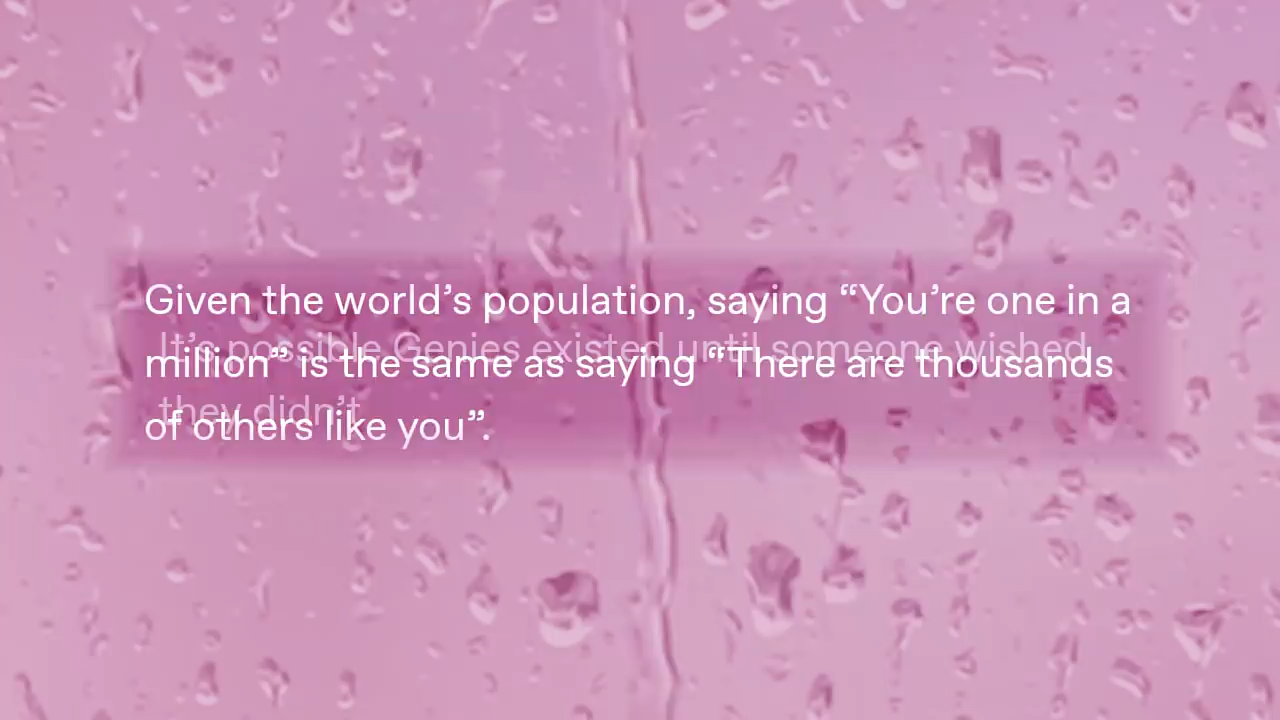 Given the world’s population, saying “You’re one in a
million” is the same as saying “There are thousands
of others like you”.
It’s possible Genies existed until someone wished
they didn’t